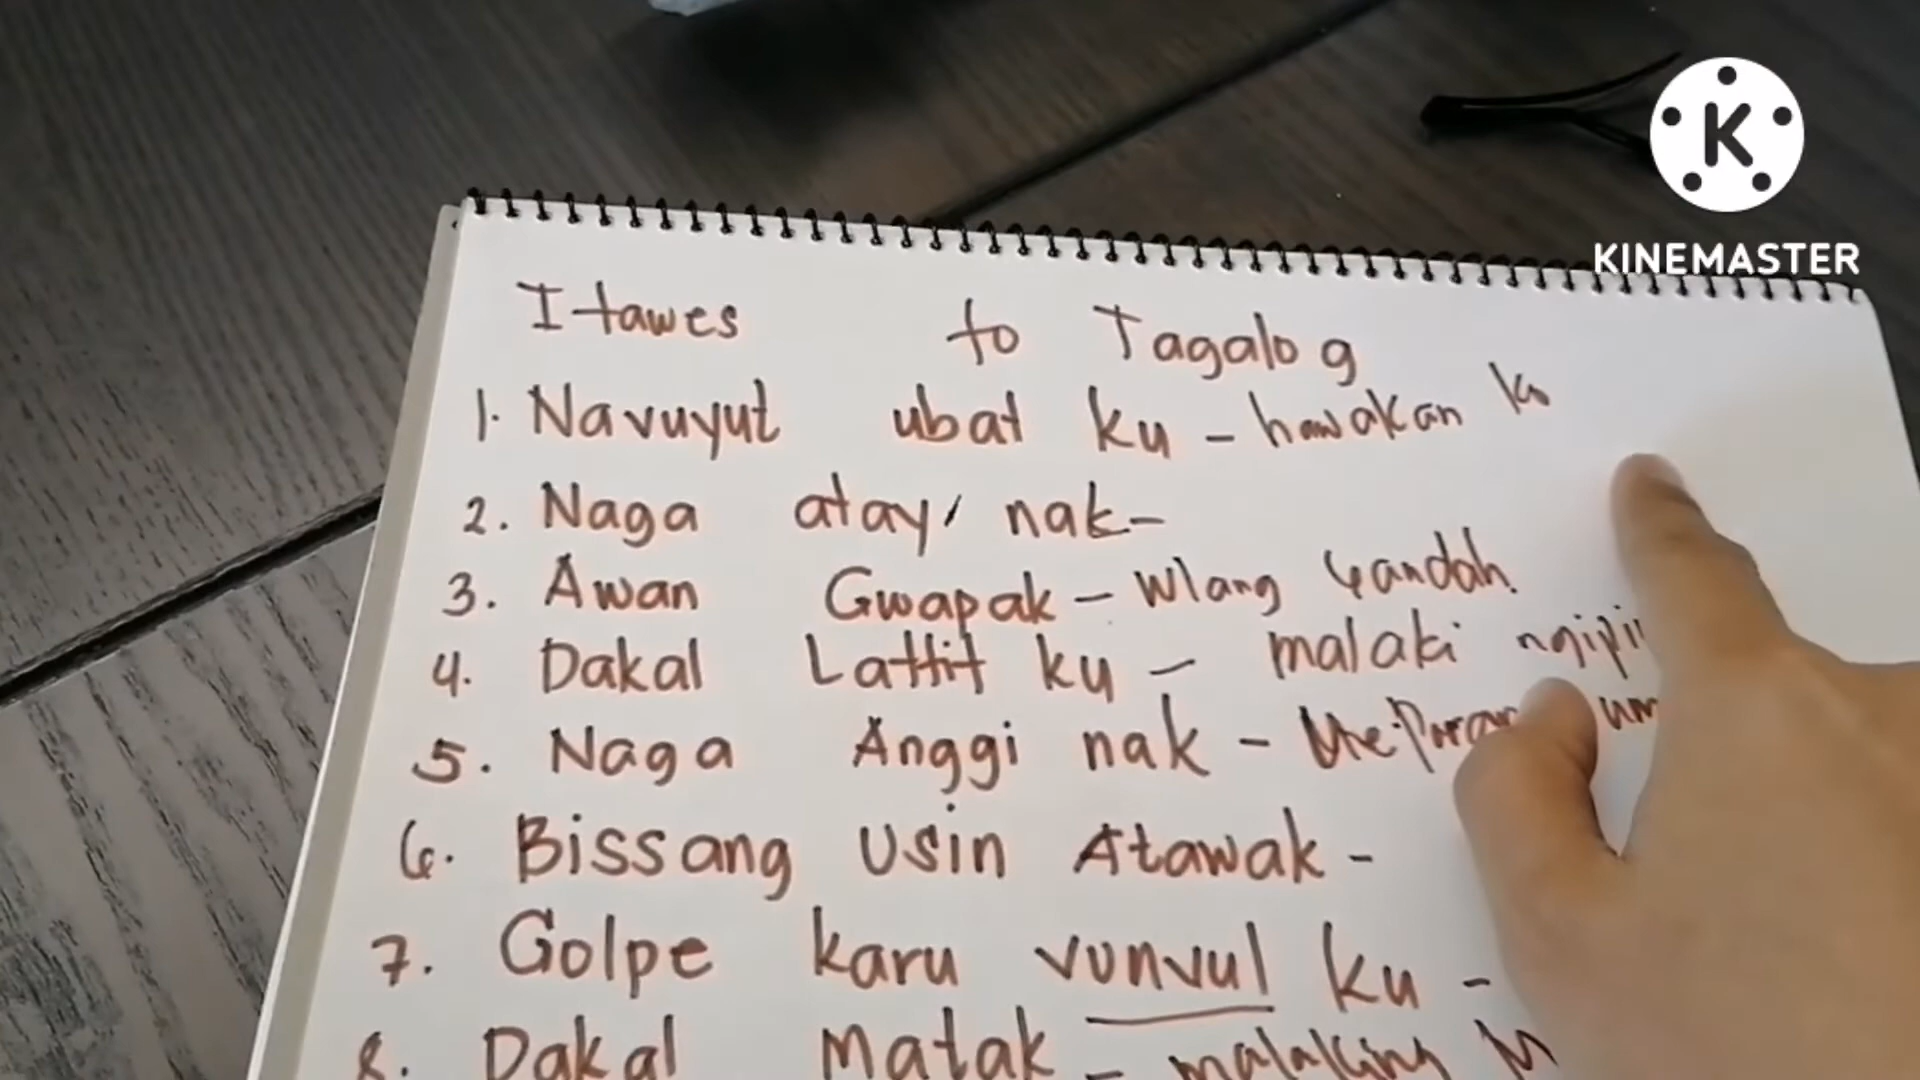 KINEMASTER
Itawes to Tagalog
1. Navuyut ubat ku - hawakan ko
2. Naga atay, nak-
3. Awan Gwapak - Wlang Gandah.
4. Dakal Lattit ku - malaki
5. Naga Anggi nak -
6. Bissang Usin Atawak -
7. Golpe karu vunvul ku -
8. Dakal Matak - malaking